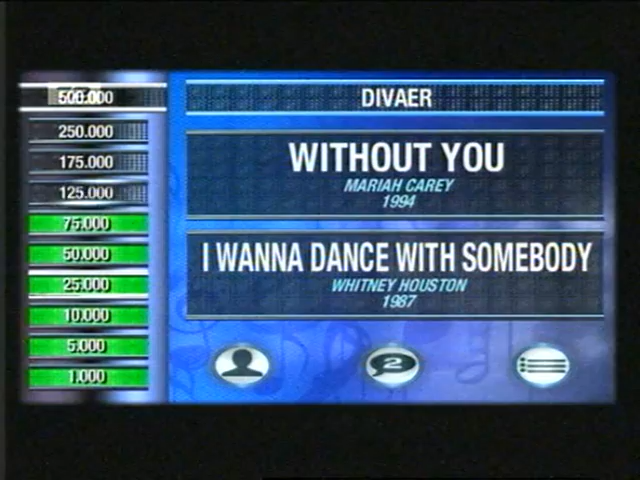 500.000
250.000
175.000
125.000
75.000
50.000
25.000
10.000
5.000
1.000
DIVAER
WITHOUT YOU
MARIAH CAREY
1994
I WANNA DANCE WITH SOMEBODY
WHITNEY HOUSTON
1987
2